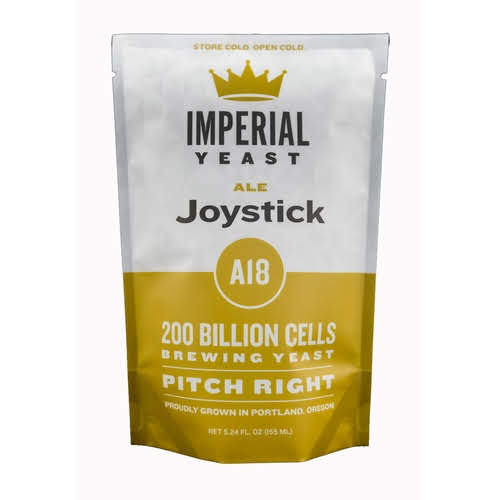 STORE COLD. OPEN COLD.
IMPERIAL
YEAST
ALE
Joystick
A18
200 BILLION CELLS
BREWING YEAST
PITCH RIGHT
PROUDLY GROWN IN PORTLAND, OREGON
NET 5.24 FL. OZ (155 ML)